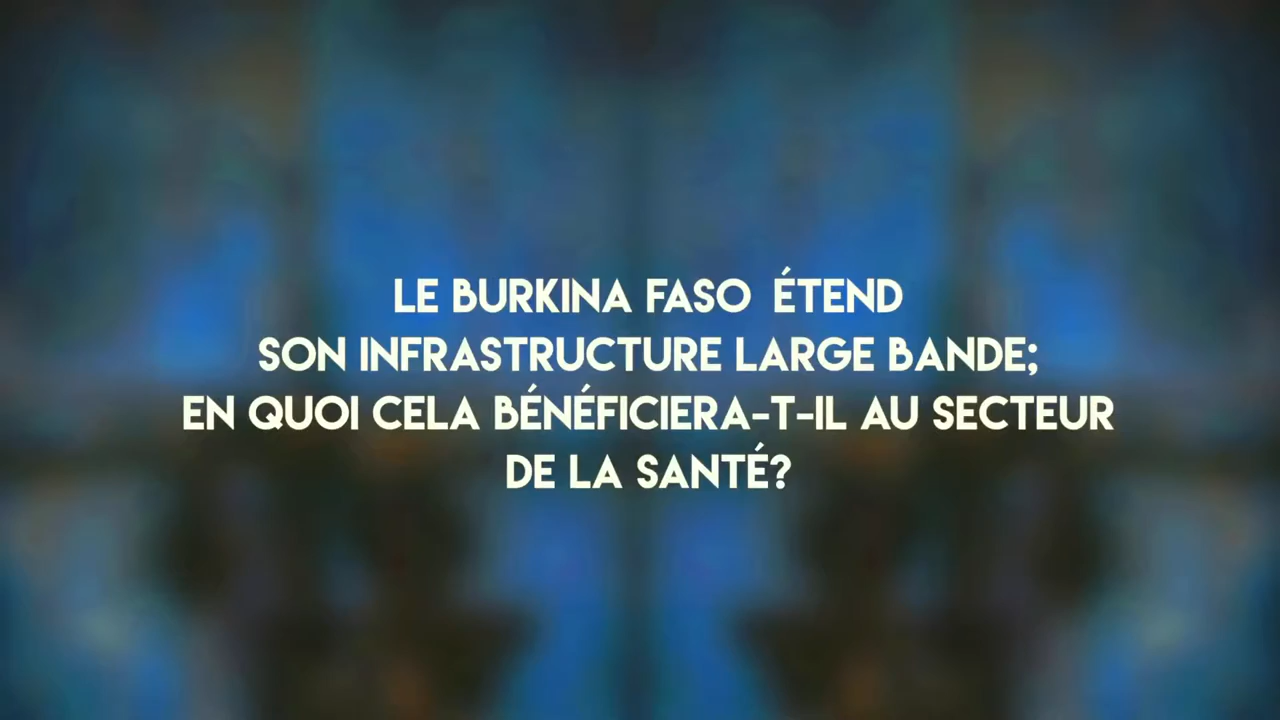 LE BURKINA FASO ÉTEND
SON INFRASTRUCTURE LARGE BANDE;
EN QUOI CELA BÉNÉFICIERA-T-IL AU SECTEUR
DE LA SANTÉ?